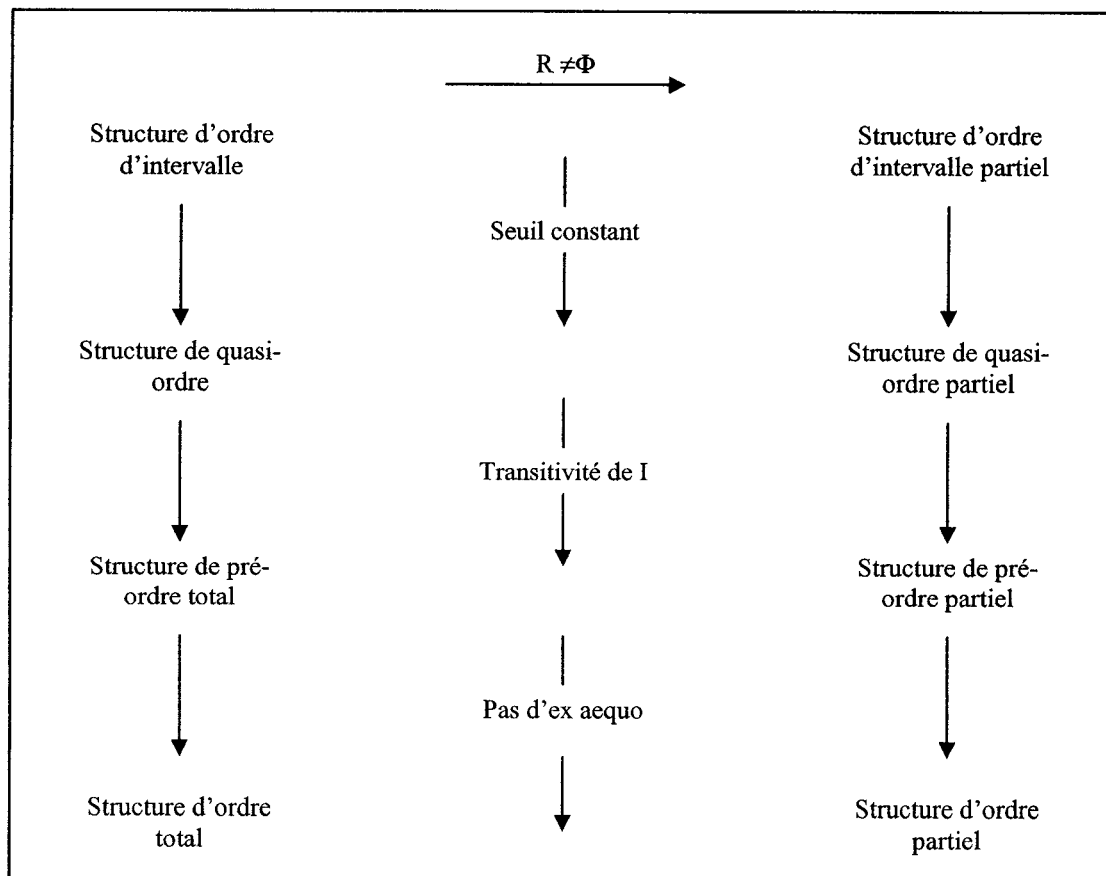 R ≠Φ
Structure d'ordre
d'intervalle
Structure d'ordre
d'intervalle partiel
Seuil constant
Structure de quasi-
ordre
Structure de quasi-
ordre partiel
Transitivité de I
Structure de pré-
ordre total
Structure de pré-
ordre partiel
Pas d'ex aequo
Structure d'ordre
total
Structure d'ordre
partiel